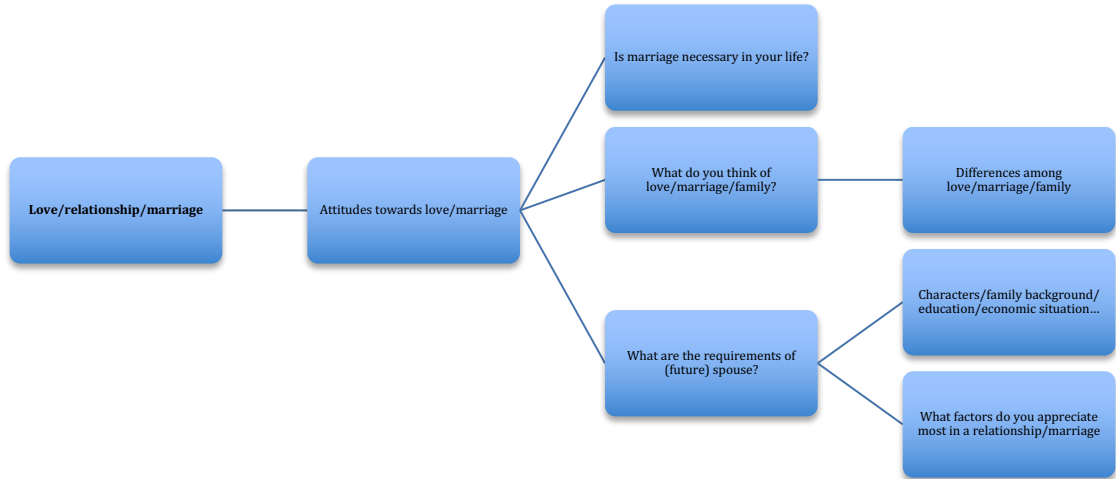 Is marriage necessary in your life?
What do you think of
love/marriage/family?
Differences among
love/marriage/family
Love/relationship/marriage
Attitudes towards love/marriage
Characters/family background/
education/economic situation...
What are the requirements of
(future) spouse?
What factors do you appreciate
most in a relationship/marriage